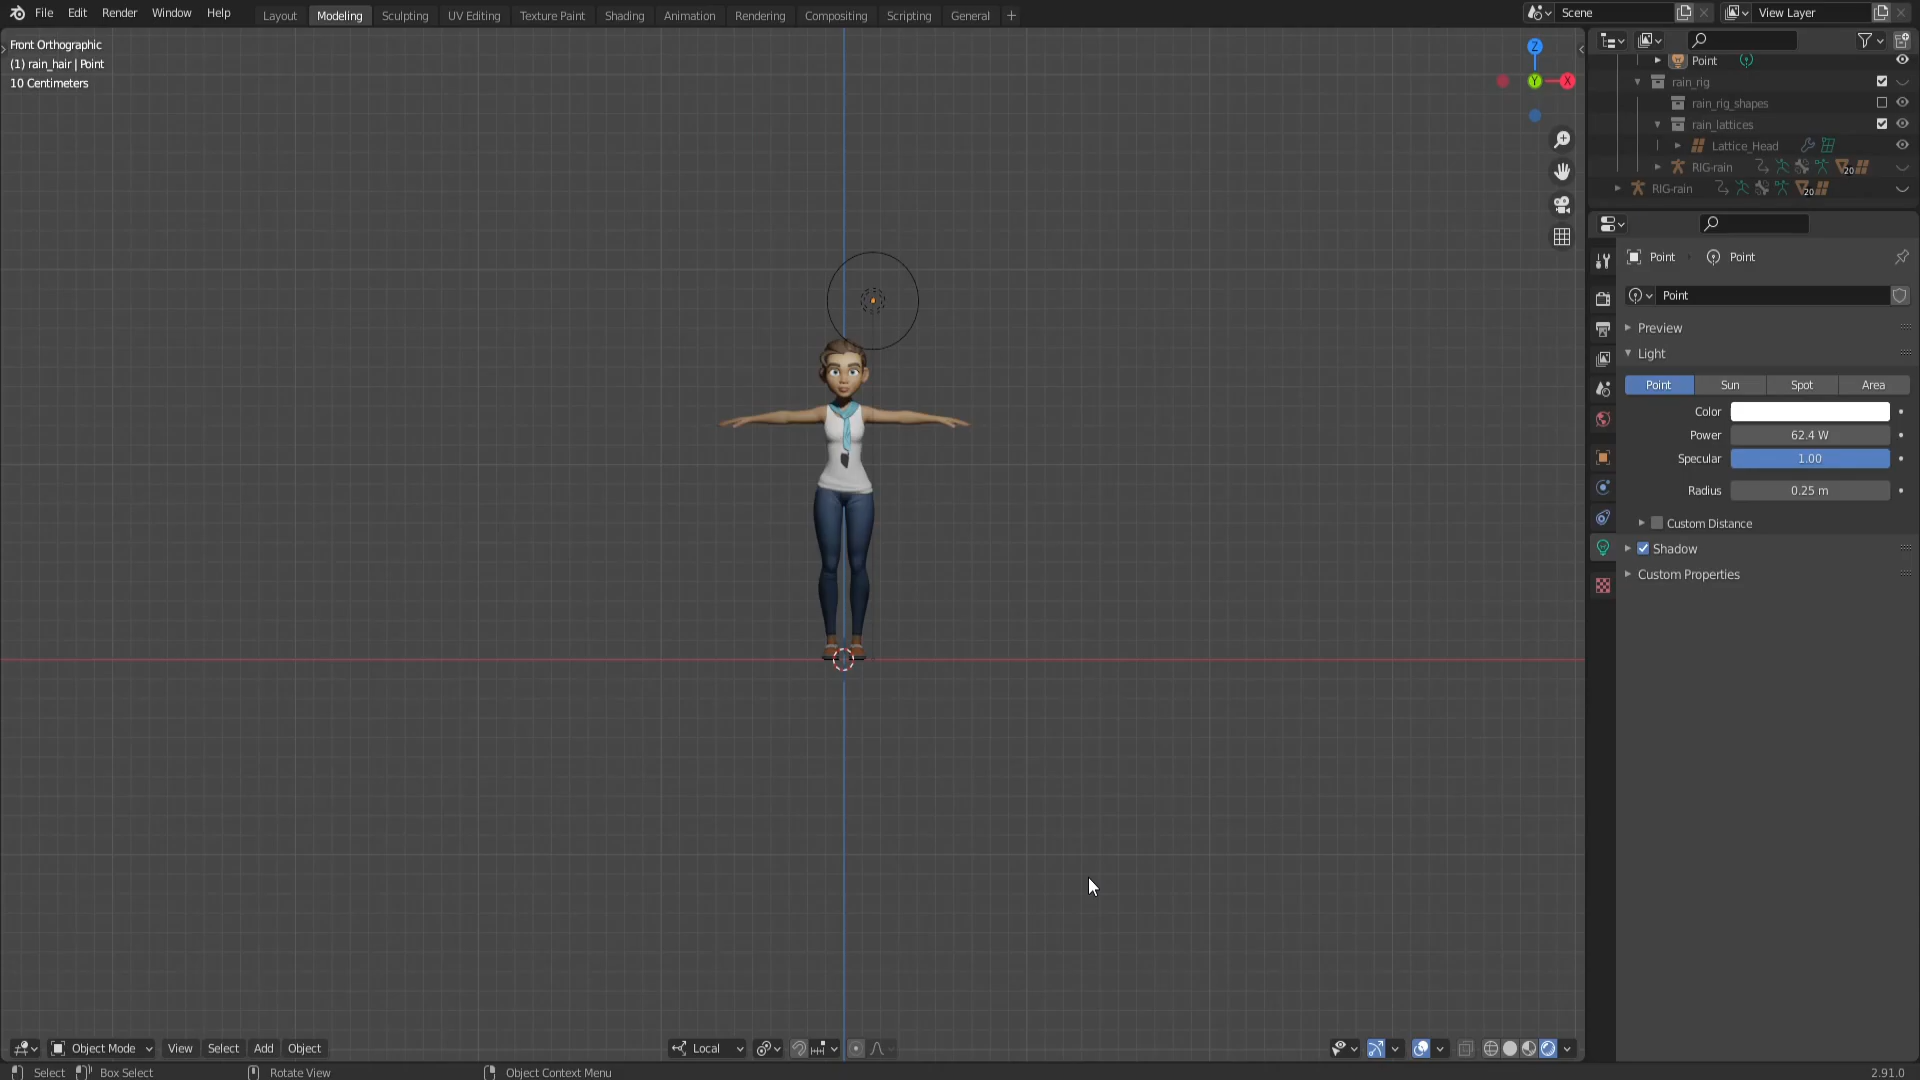 File Edit Render Window Help Layout Modeling Sculpting UV Editing Texture Paint Shading Animation Rendering Compositing Scripting General + Scene View Layer
Front Orthographic
(1) rain_hair | Point
10 Centimeters
Z
Y
X
Point
rain_rig
rain_rig_shapes
rain_lattices
Lattice_Head
RIG-rain 20
RIG-rain 20
Point Point
Point
Preview
Light
Point Sun Spot Area
Color
Power 62.4 W
Specular 1.00
Radius 0.25 m
Custom Distance
Shadow
Custom Properties
Object Mode View Select Add Object Local
Select Box Select Rotate View Object Context Menu 2.91.0